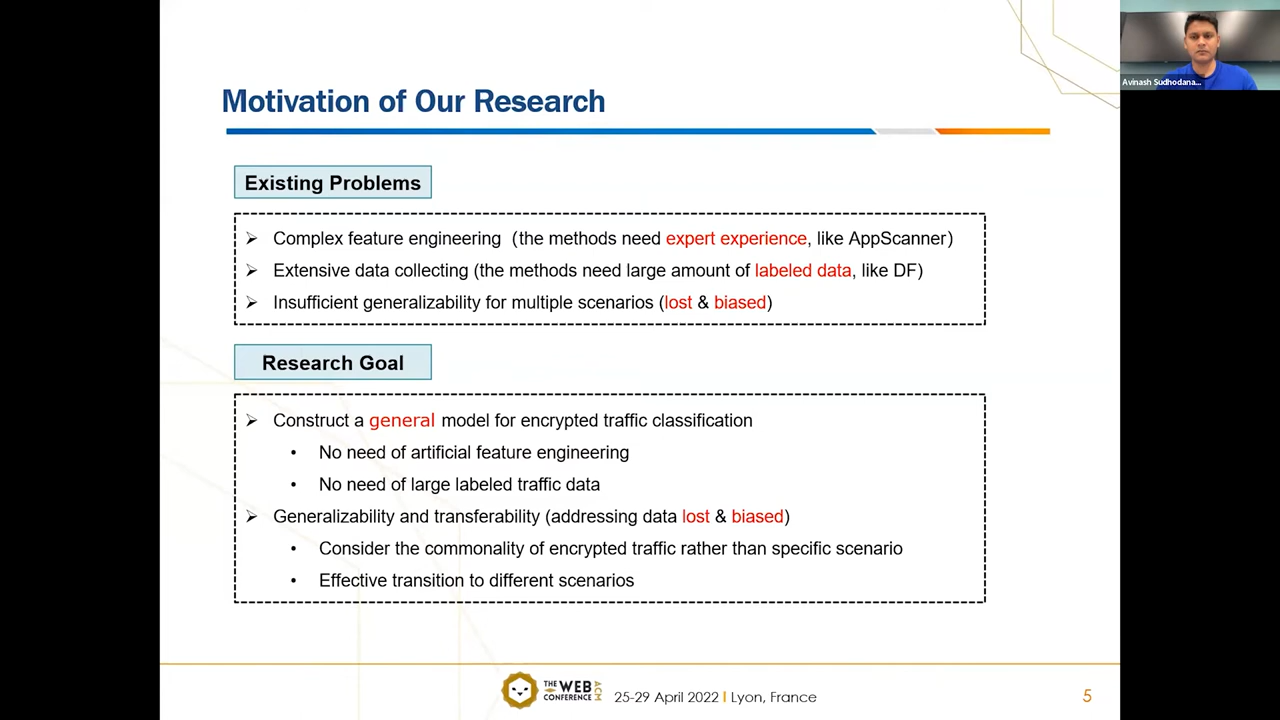 Motivation of Our Research
Existing Problems
Complex feature engineering (the methods need expert experience, like AppScanner)
Extensive data collecting (the methods need large amount of labeled data, like DF)
Insufficient generalizability for multiple scenarios (lost & biased)
Research Goal
Construct a general model for encrypted traffic classification
No need of artificial feature engineering
No need of large labeled traffic data
Generalizability and transferability (addressing data lost & biased)
Consider the commonality of encrypted traffic rather than specific scenario
Effective transition to different scenarios
THE WEB CONFERENCE ACM
25-29 April 2022 | Lyon, France
5
Avinash Sudhodana...